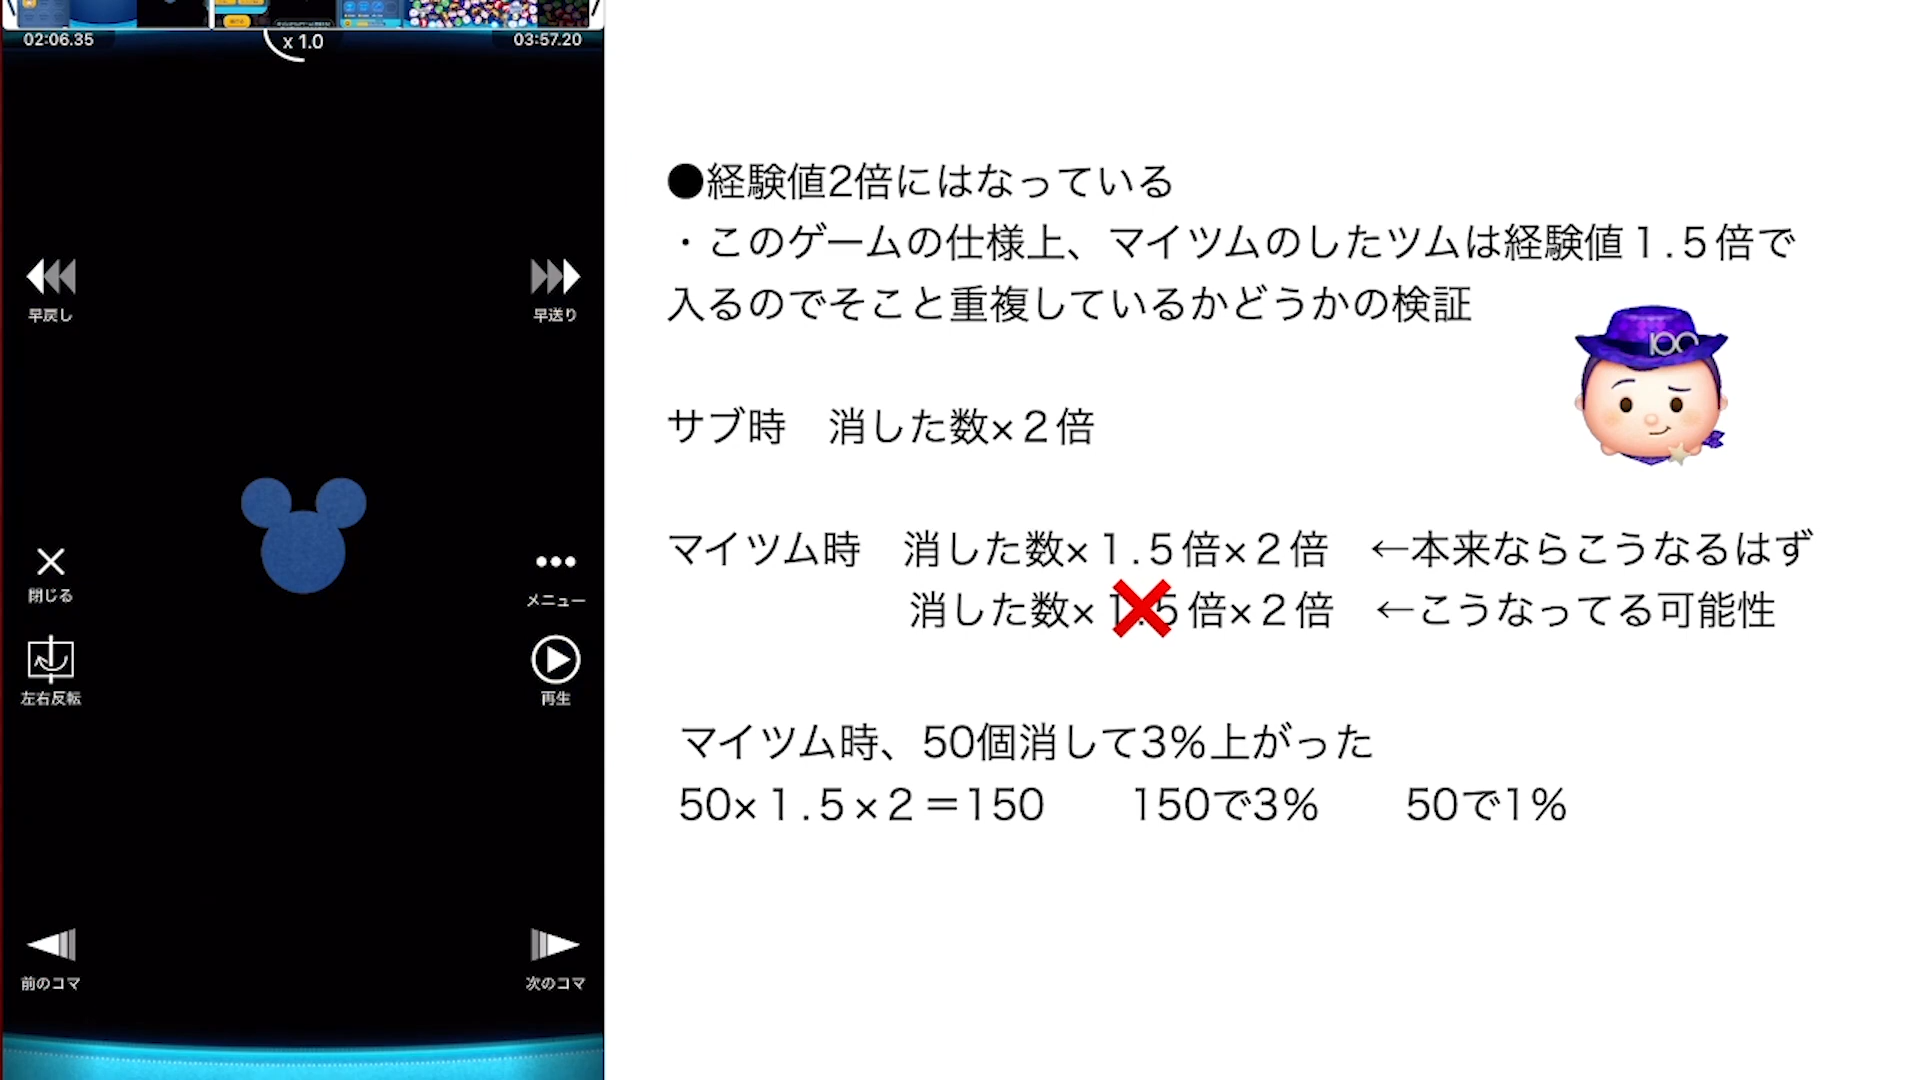 02:06.35
x 1.0
03:57.20
早戻し
早送り
閉じる
メニュー
左右反転
再生
前のコマ
次のコマ
●経験値2倍にはなっている
・このゲームの仕様上、マイツムのしたツムは経験値１.５倍で
入るのでそこと重複しているかどうかの検証
100
サブ時　消した数×２倍
マイツム時　消した数×１.５倍×２倍　←本来ならこうなるはず
消した数×１.５倍×２倍　←こうなってる可能性
マイツム時、50個消して3%上がった
50×１.５×２＝150　　150で3%　　50で1%